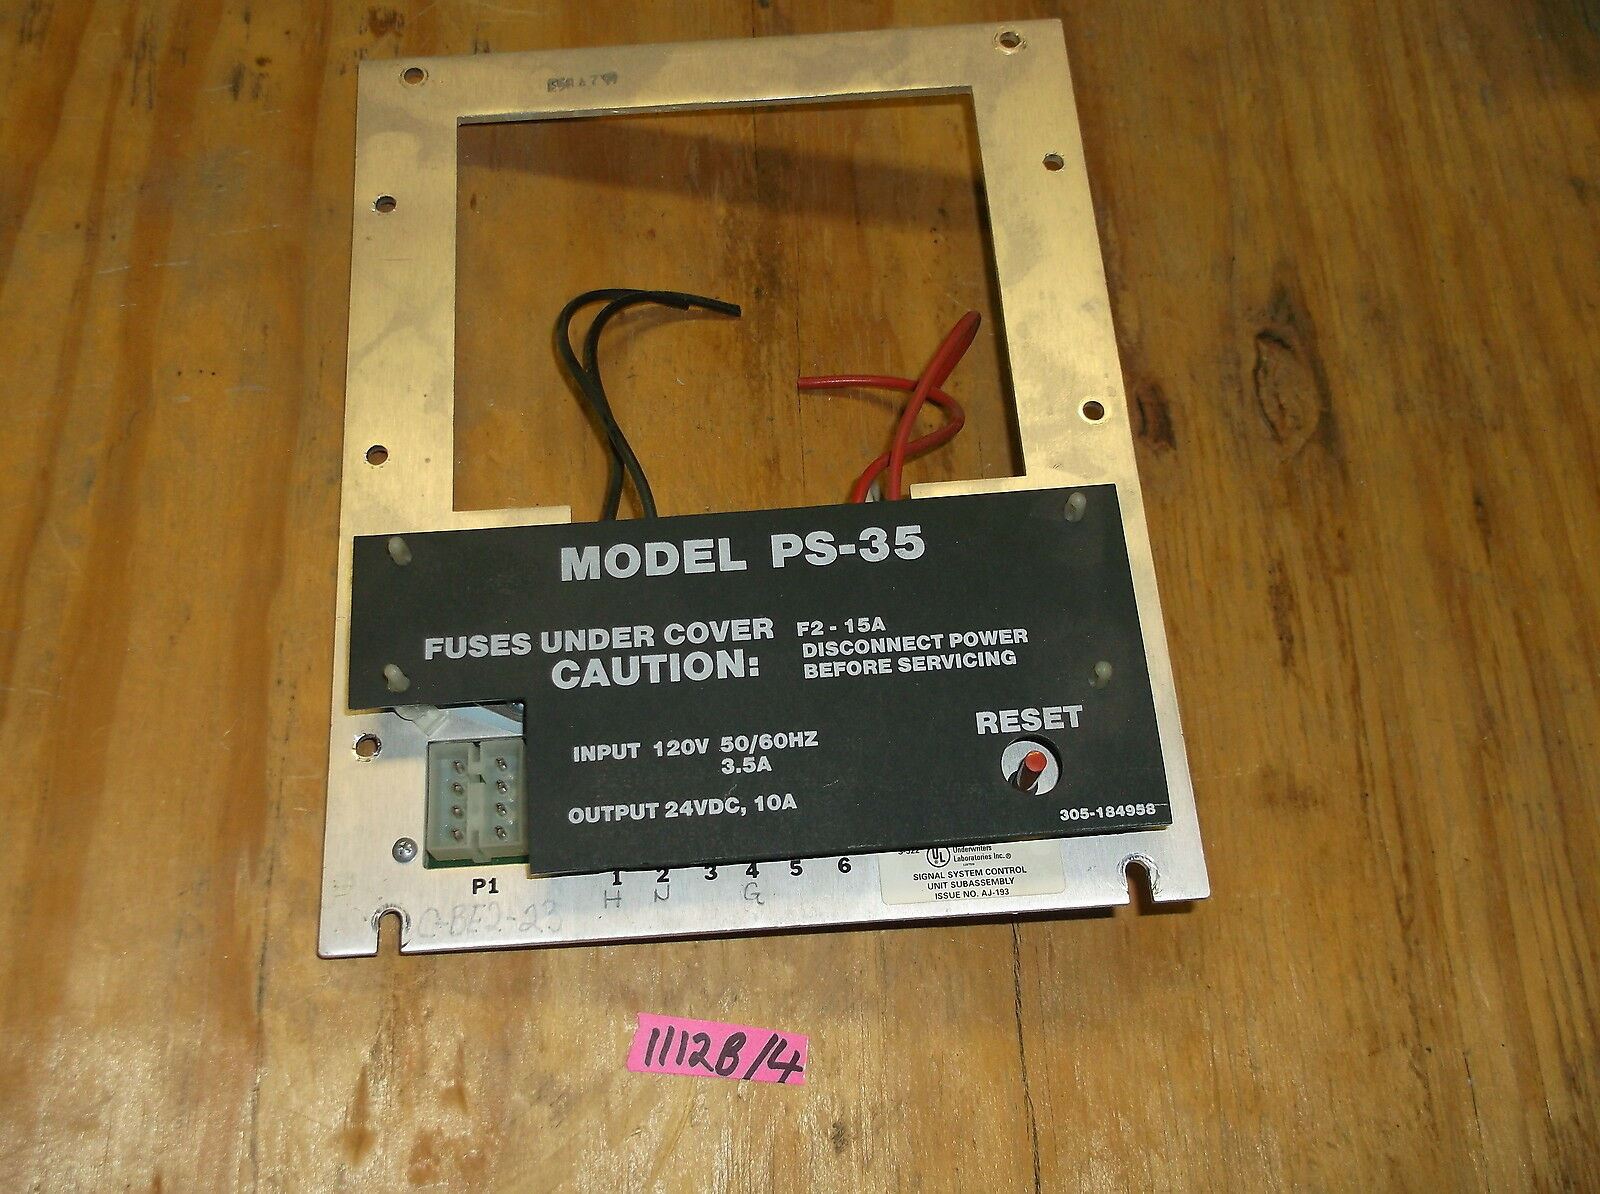 MODEL PS-35
FUSES UNDER COVER F2 - 15A
CAUTION: DISCONNECT POWER
BEFORE SERVICING
RESET
INPUT 120V 50/60HZ
3.5A
OUTPUT 24VDC, 10A
305-184958
P1
1 2 3 4 5 6
H N G
UL
Underwriters
Laboratories Inc.®
SIGNAL SYSTEM CONTROL
UNIT SUBASSEMBLY
ISSUE NO. AJ-193
1112B/4